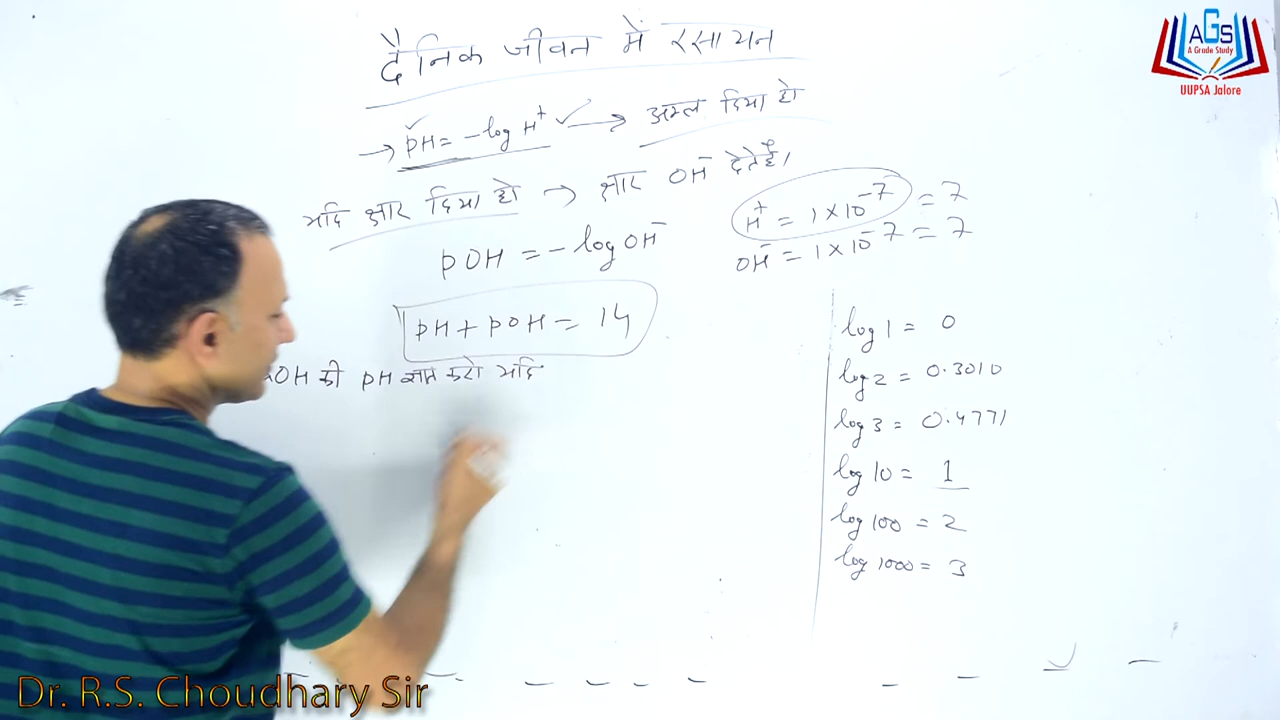 दैनिक जीवन में रसायन
→ pH = -log H⁺ ✓ → अम्ल दिया हो
यदि क्षार दिया हो → क्षार OH⁻ देते हैं।
H⁺ = 1 × 10⁻⁷ = 7
OH⁻ = 1 × 10⁻⁷ = 7
pOH = -log OH⁻
pH + pOH = 14
OH की pH ज्ञात करो यदि
log 1 = 0
log 2 = 0.3010
log 3 = 0.4771
log 10 = 1
log 100 = 2
log 1000 = 3
AGS
A Grade Study
UUPSA Jalore
Dr. R.S. Choudhary Sir